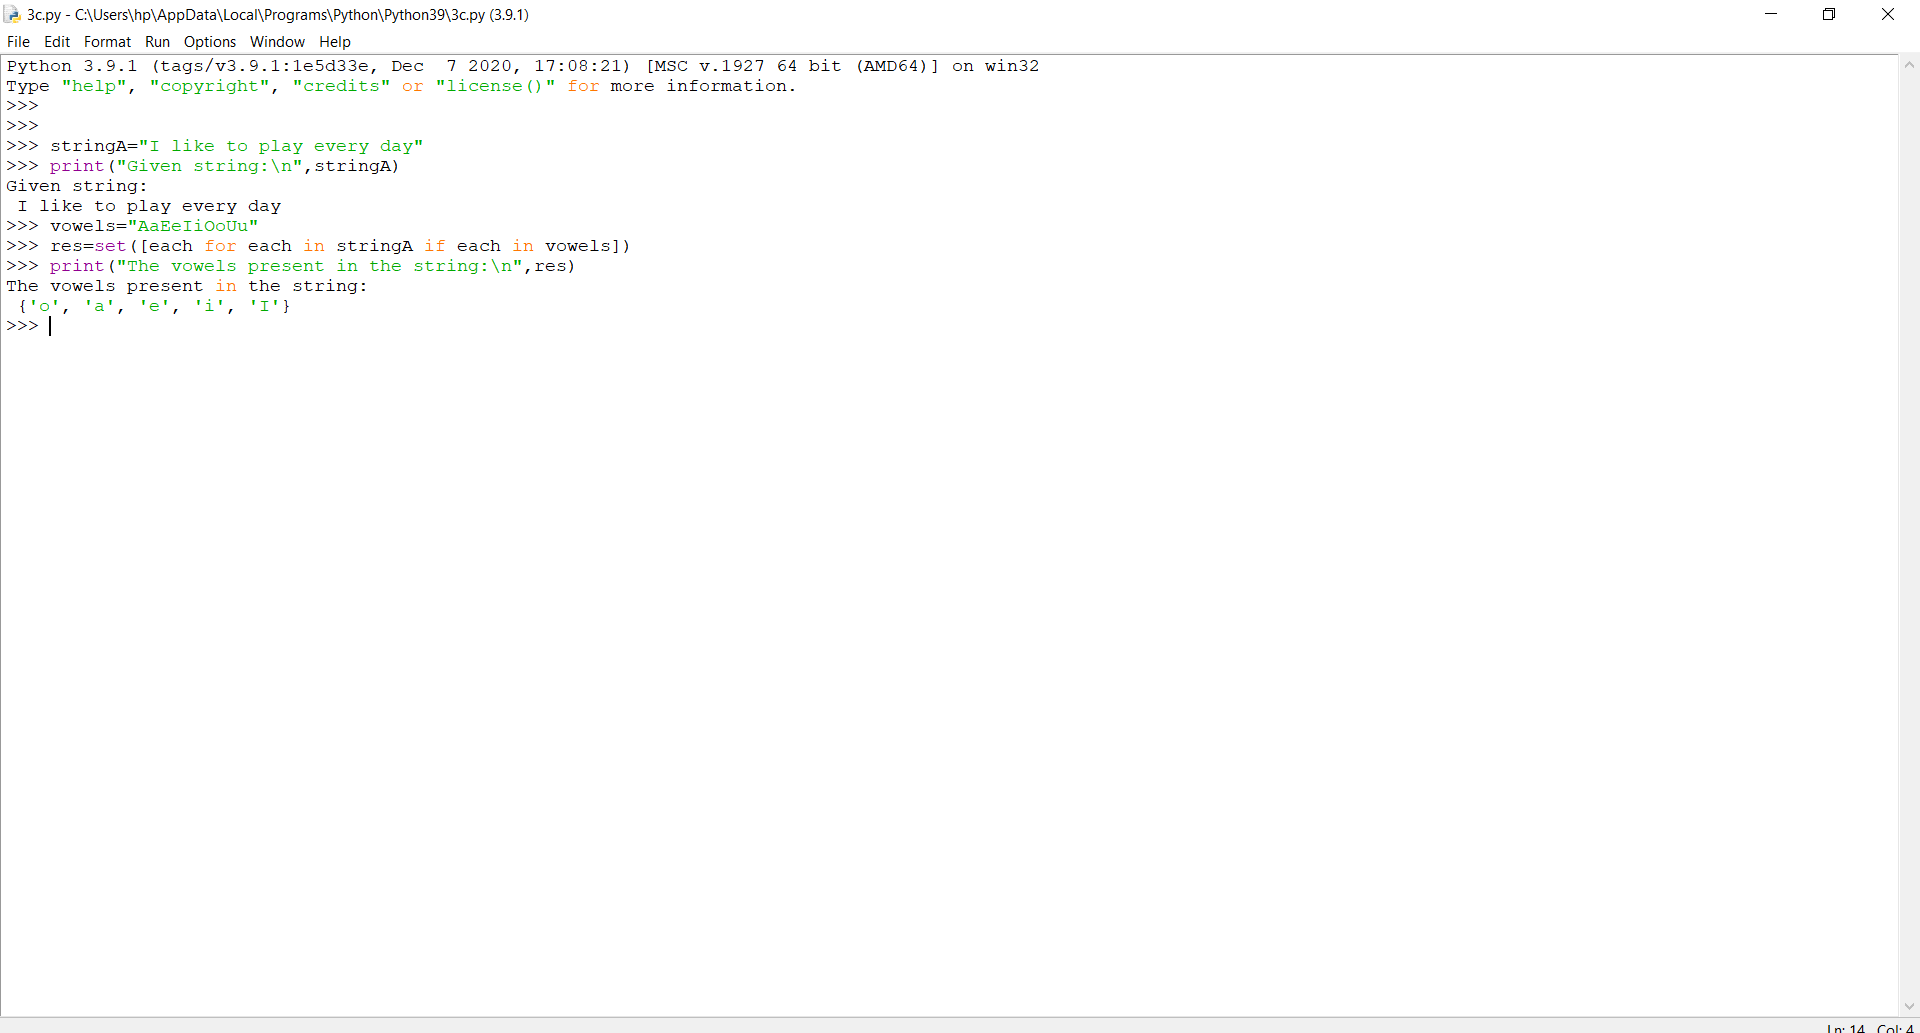 3c.py - C:\Users\hp\AppData\Local\Programs\Python\Python39\3c.py (3.9.1)
File Edit Format Run Options Window Help
Python 3.9.1 (tags/v3.9.1:1e5d33e, Dec  7 2020, 17:08:21) [MSC v.1927 64 bit (AMD64)] on win32
Type "help", "copyright", "credits" or "license()" for more information.
>>>
>>>
>>> stringA="I like to play every day"
>>> print("Given string:\n",stringA)
Given string:
 I like to play every day
>>> vowels="AaEeIiOoUu"
>>> res=set([each for each in stringA if each in vowels])
>>> print("The vowels present in the string:\n",res)
The vowels present in the string:
 {'o', 'a', 'e', 'i', 'I'}
>>>
Ln: 14 Col: 4